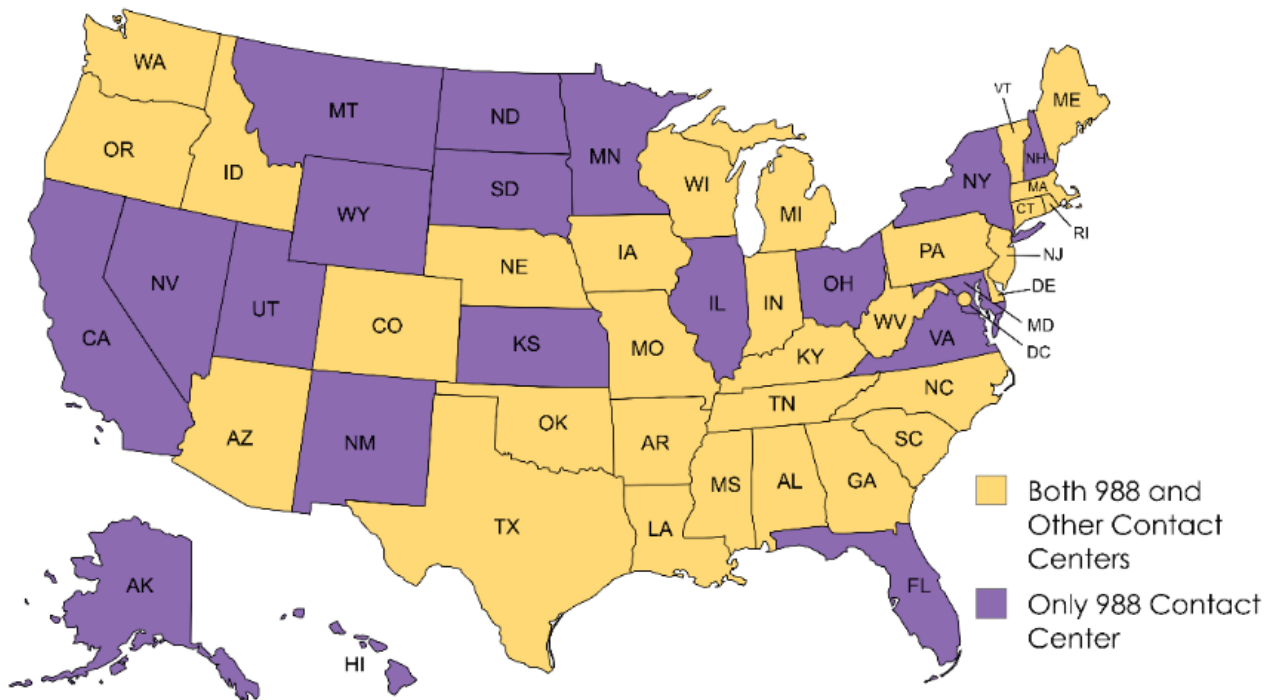 WA
MT
ND
MN
VT
ME
OR
ID
SD
WI
NH
NY
MA
WY
MI
CT
RI
NE
IA
PA
NJ
NV
UT
CO
IL
IN
OH
DE
CA
KS
MO
WV
VA
MD
KY
DC
AZ
NM
OK
AR
TN
NC
SC
MS
AL
GA
TX
LA
Both 988 and
Other Contact
Centers
AK
FL
Only 988 Contact
Center
HI